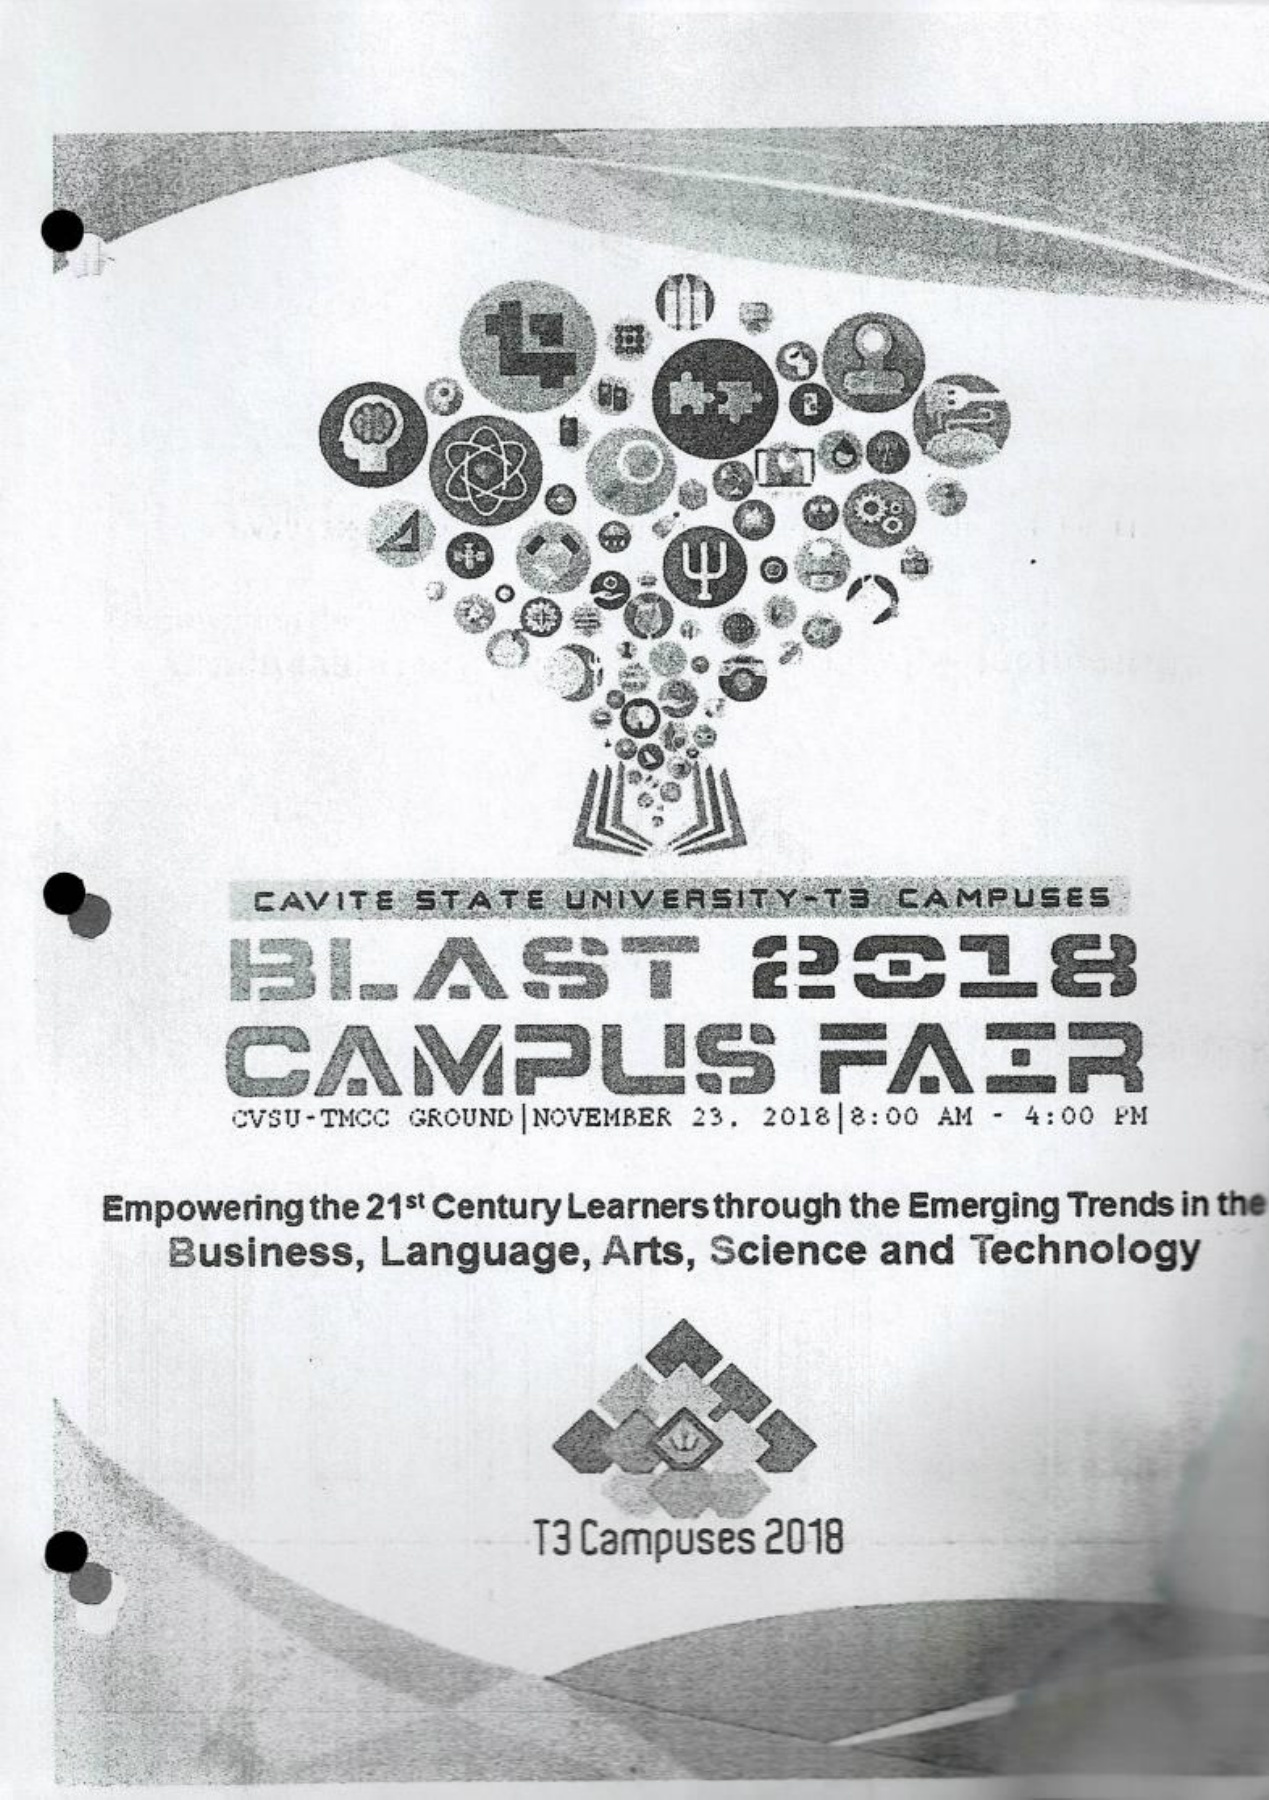 CAVITE STATE UNIVERSITY-T3 CAMPUSES
BLAST 2018
CAMPUS FAIR
CVSU-TMCC GROUND|NOVEMBER 23, 2018|8:00 AM - 4:00 PM
Empowering the 21st Century Learners through the Emerging Trends in the
Business, Language, Arts, Science and Technology
T3 Campuses 2018